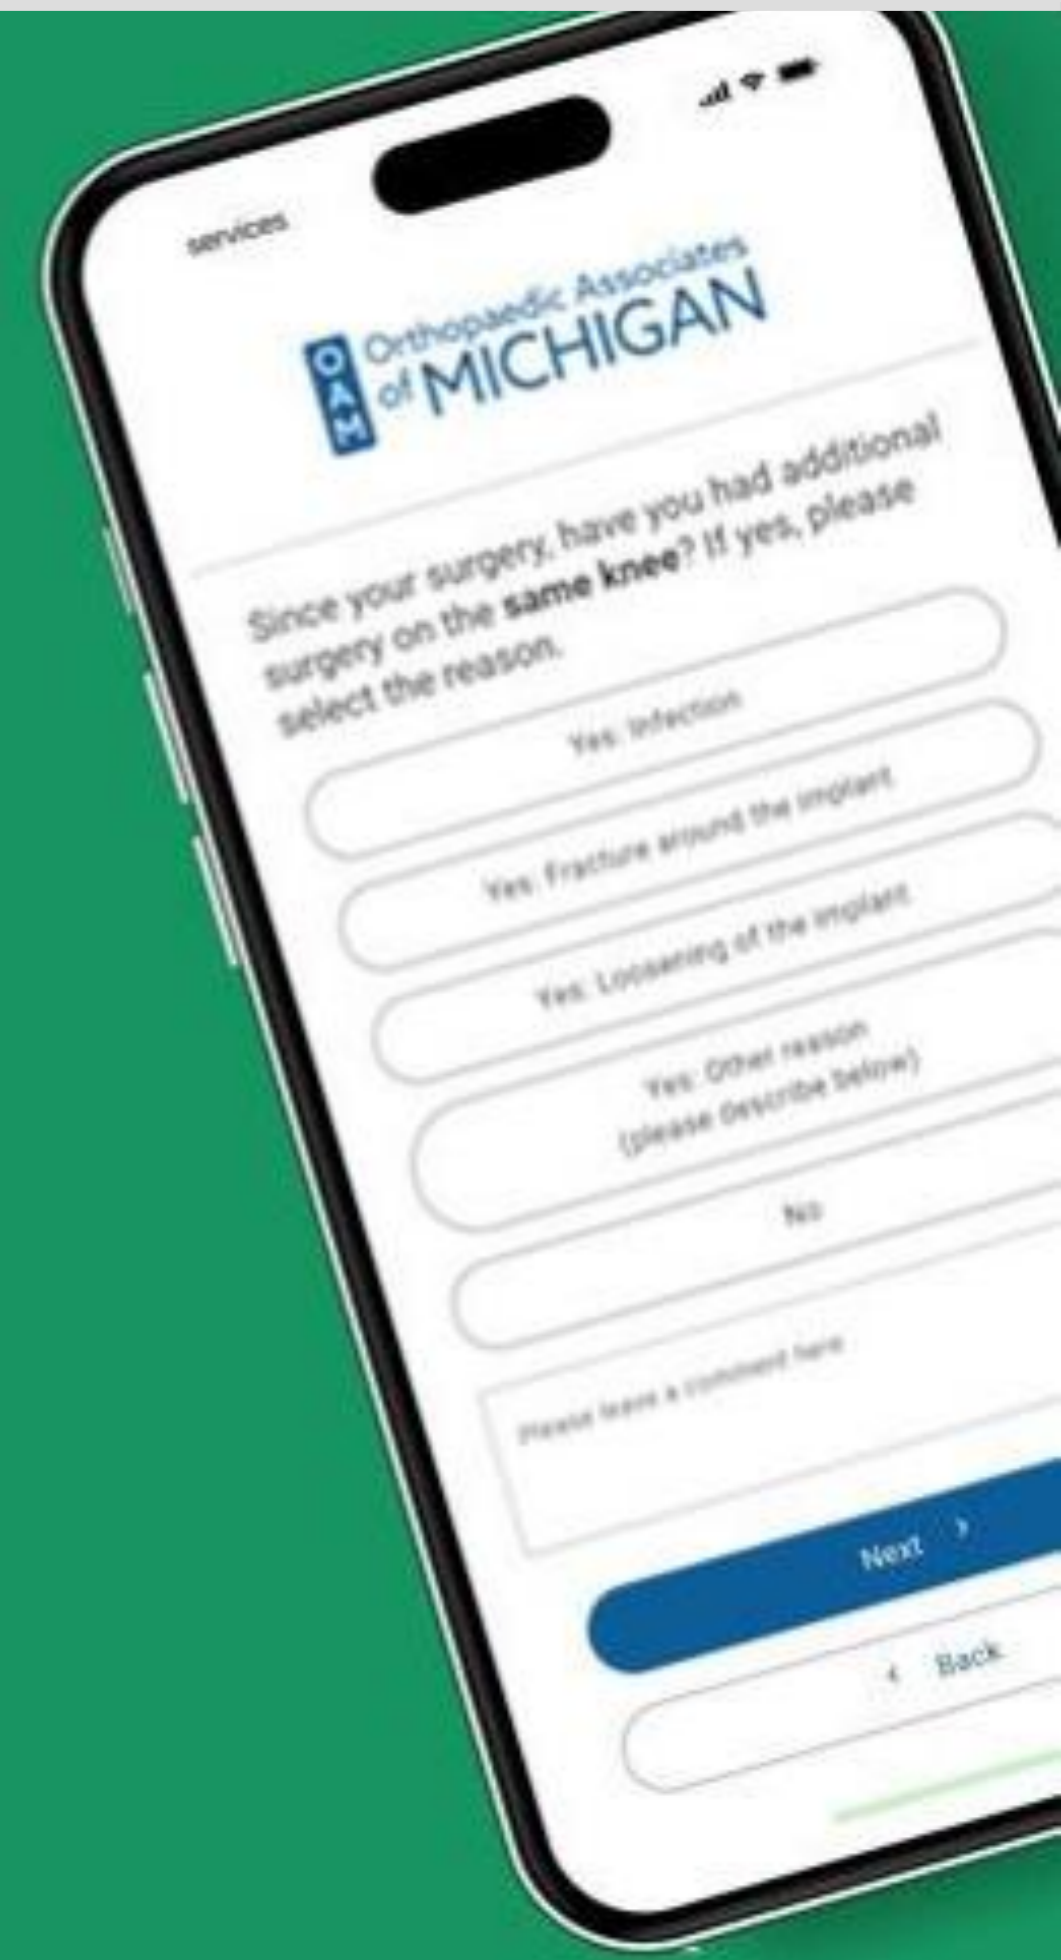 services
OAM
Orthopaedic Associates
of MICHIGAN
Since your surgery, have you had additional
surgery on the same knee? If yes, please
select the reason.
Yes: Infection
Yes: Fracture around the implant
Yes: Loosening of the implant
Yes: Other reason
(please describe below)
No
Please leave a comment here
Next ›
‹ Back